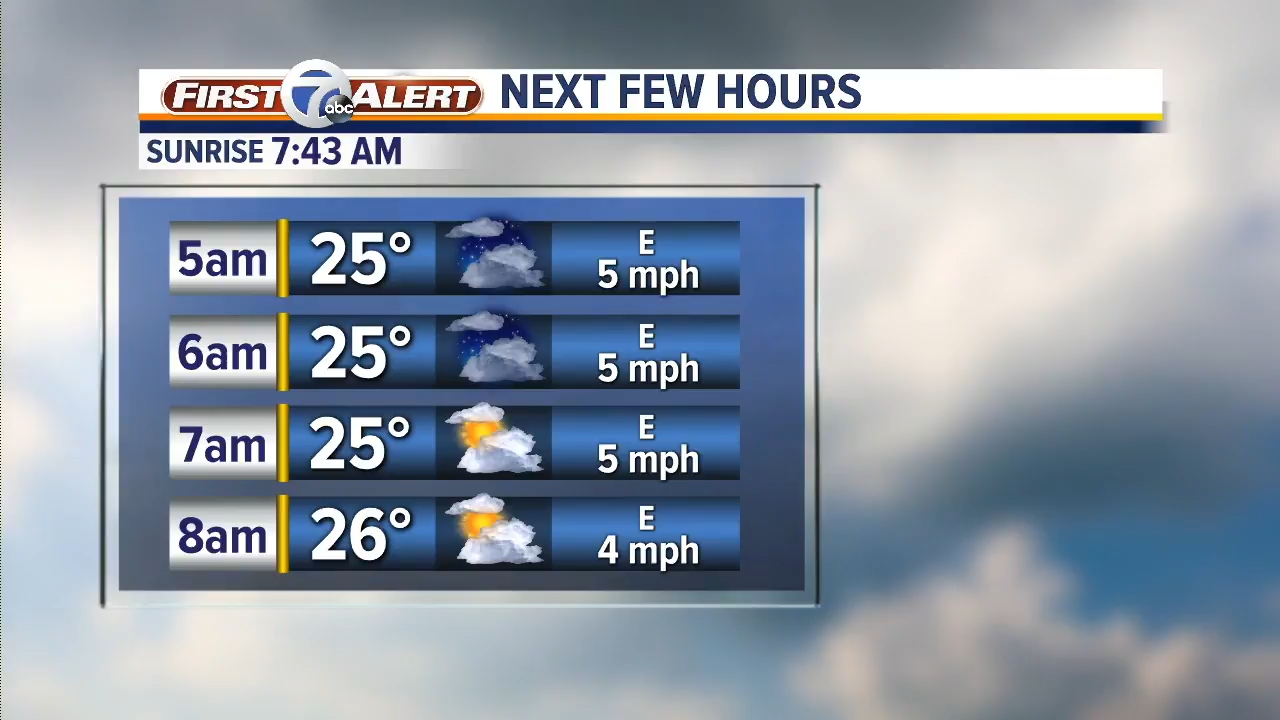 FIRST 7 abc ALERT NEXT FEW HOURS
SUNRISE 7:43 AM
5am 25° E 5 mph
6am 25° E 5 mph
7am 25° E 5 mph
8am 26° E 4 mph